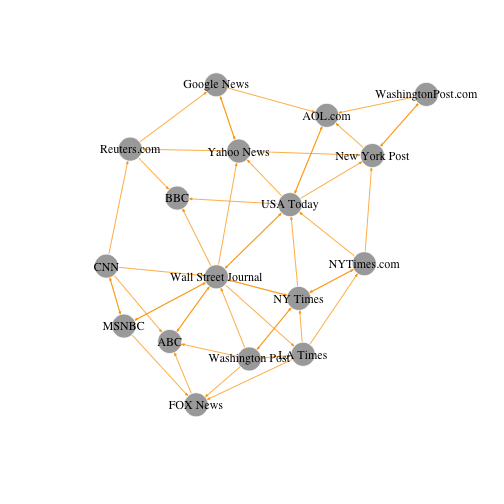 Google News
WashingtonPost.com
AOL.com
Reuters.com
Yahoo News
New York Post
BBC
USA Today
CNN
Wall Street Journal
NYTimes.com
NY Times
MSNBC
ABC
Washington Post
LA Times
FOX News